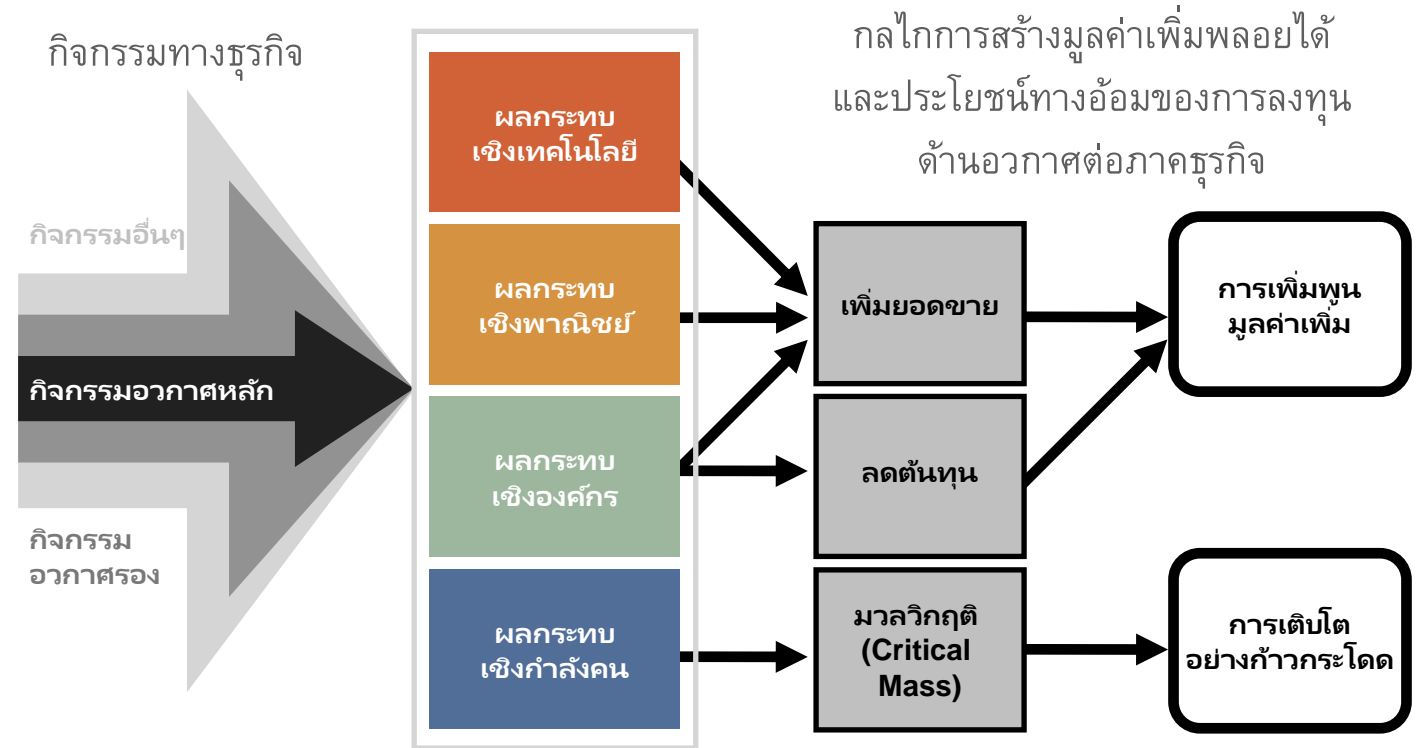 กิจกรรมทางธุรกิจ
กลไกการสร้างมูลค่าเพิ่มพลอยได้
และประโยชน์ทางอ้อมของการลงทุน
ด้านอวกาศต่อภาคธุรกิจ
กิจกรรมอื่นๆ
กิจกรรมอวกาศหลัก
กิจกรรม
อวกาศรอง
ผลกระทบ
เชิงเทคโนโลยี
ผลกระทบ
เชิงพาณิชย์
ผลกระทบ
เชิงองค์กร
ผลกระทบ
เชิงกำลังคน
เพิ่มยอดขาย
ลดต้นทุน
มวลวิกฤติ
(Critical
Mass)
การเพิ่มพูน
มูลค่าเพิ่ม
การเติบโต
อย่างก้าวกระโดด